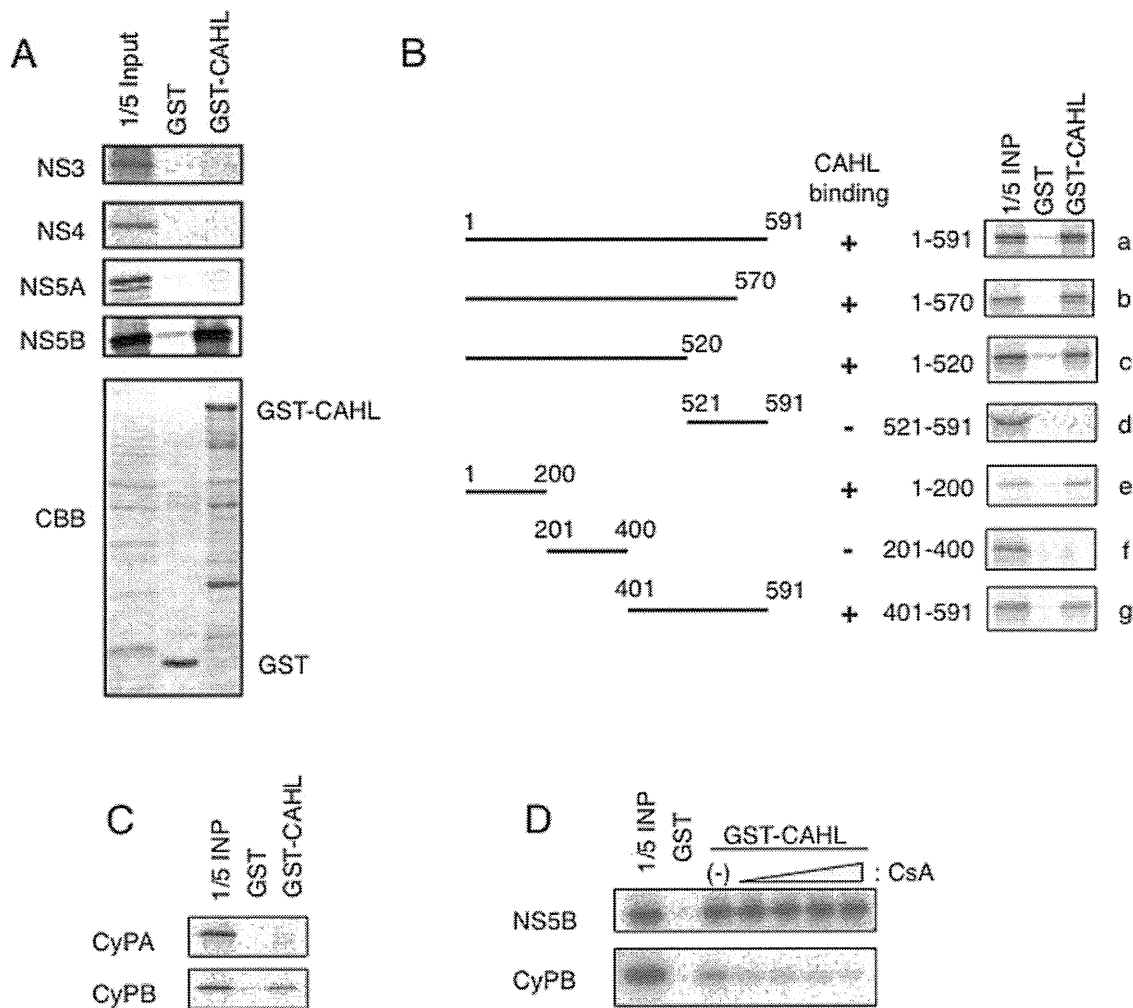 A
1/5 Input
GST
GST-CAHL
NS3
NS4
NS5A
NS5B
CBB
GST-CAHL
GST
B
CAHL
binding
1/5 INP
GST
GST-CAHL
1 591 + 1-591 a
570 + 1-570 b
520 + 1-520 c
521 591 - 521-591 d
1 200 + 1-200 e
201 400 - 201-400 f
401 591 + 401-591 g
C
1/5 INP
GST
GST-CAHL
CyPA
CyPB
D
1/5 INP
GST
GST-CAHL
(-) : CsA
NS5B
CyPB